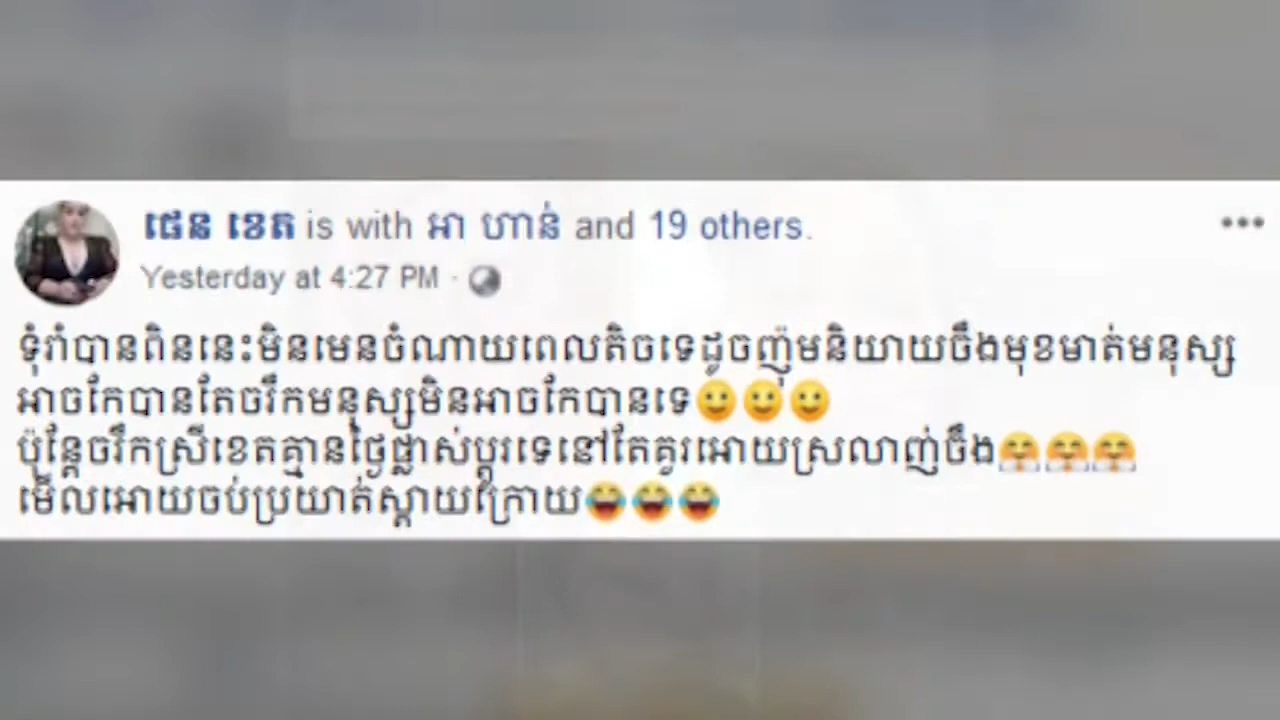 ផេន ខេត is with អា ហាន់ and 19 others.
Yesterday at 4:27 PM ·
ទុំរាំបានពិននេះមិនមេនចំណាយពេលតិចទេដូចញ៉ុមនិយាយចឹងមុខមាត់មនុស្ស
អាចកែបានតែចរឹកមនុស្សមិនអាចកែបានទេ🙂🙂🙂
ប៉ុន្តែចរឹកស្រីខេតគ្មានថ្ងៃផ្លាស់ប្តូរទេនៅតែគួរអោយស្រលាញ់ចឹង🤗🤗🤗
មើលអោយចប់ប្រយាត់ស្តាយក្រោយ😂😂😂